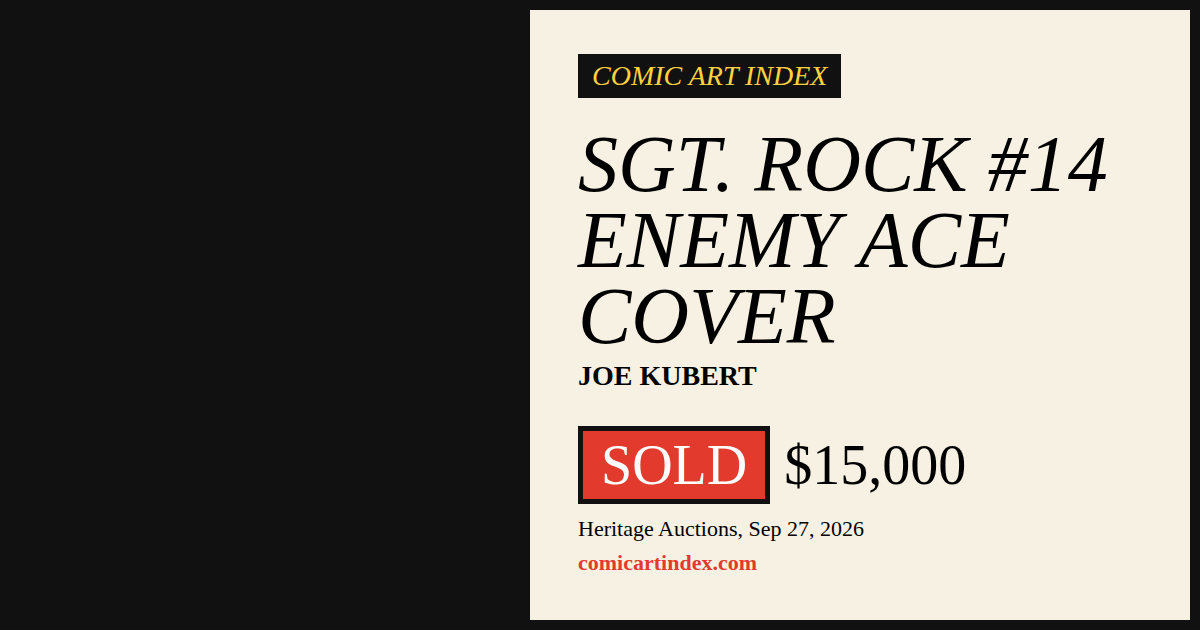 COMIC ART INDEX
SGT. ROCK #14
ENEMY ACE
COVER
JOE KUBERT
SOLD $15,000
Heritage Auctions, Sep 27, 2026
comicartindex.com